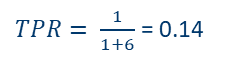 TPR = 1/(1+6) = 0.14